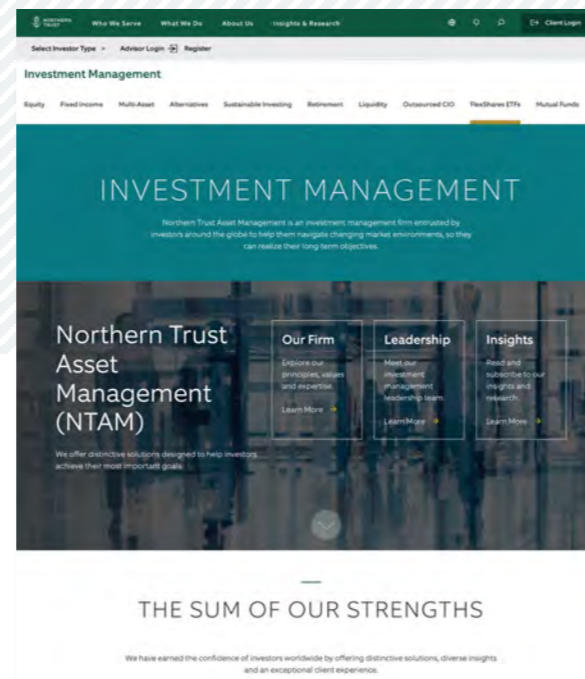 NORTHERN TRUST Who We Serve What We Do About Us Insights & Research Client Login
Select Investor Type Advisor Login Register
Investment Management
Equity Fixed Income Multi-Asset Alternatives Sustainable Investing Retirement Liquidity Outsourced CIO FlexShares ETFs Mutual Funds
INVESTMENT MANAGEMENT
Northern Trust Asset Management is an investment management firm entrusted by
investors around the globe to help them navigate changing market environments, so they
can realize their long-term objectives.
Northern Trust
Asset
Management
(NTAM)
We offer distinctive solutions designed to help investors
achieve their most important goals.
Our Firm
Explore our
principles, values
and expertise.
Learn More
Leadership
Meet our
investment
management
leadership team.
Learn More
Insights
Read and
subscribe to our
insights and
research.
Learn More
THE SUM OF OUR STRENGTHS
We have earned the confidence of investors worldwide by offering distinctive solutions, diverse insights
and an exceptional client experience.